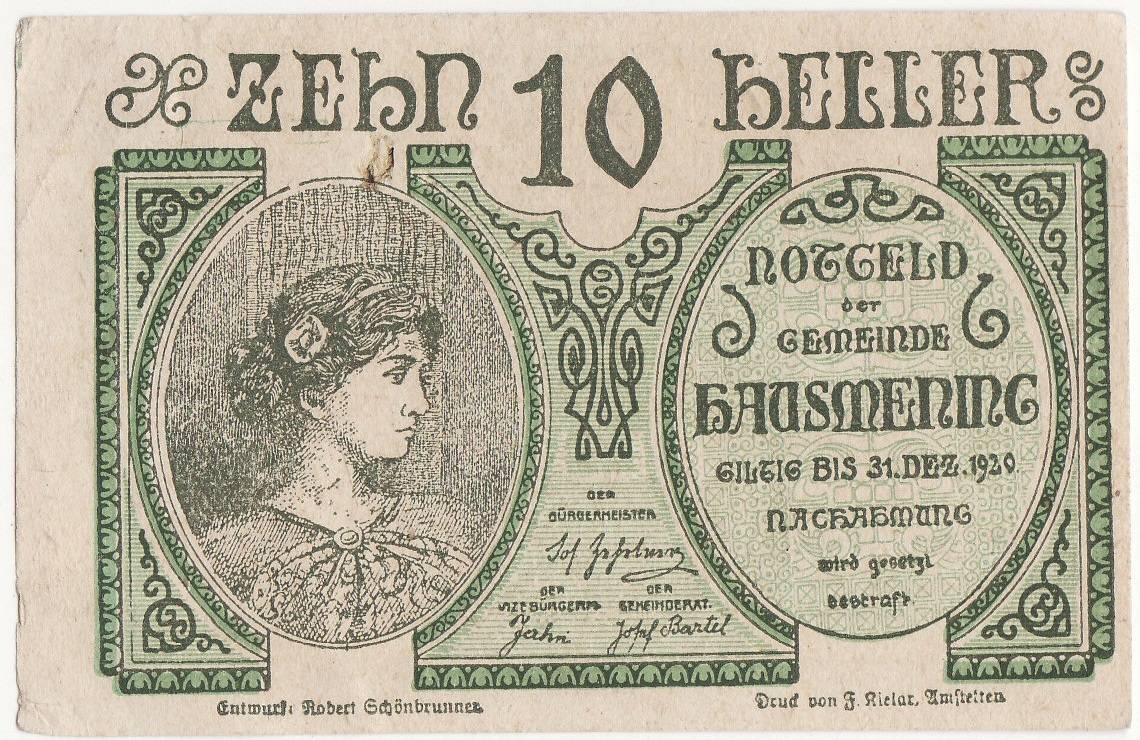 ZEHN 10 HELLER
NOTGELD
der
GEMEINDE
HAUSMENING
GILTIG BIS 31. DEZ. 1920
NACHAHMUNG
wird gesetzl
bestraft.
DER
BÜRGERMEISTER
DER
VIZEBÜRGERM.
Jahn
DER
GEMEINDERAT.
Josef Bartel
Entwurf: Robert Schönbrunner
Druck von F. Kielar, Amstetten